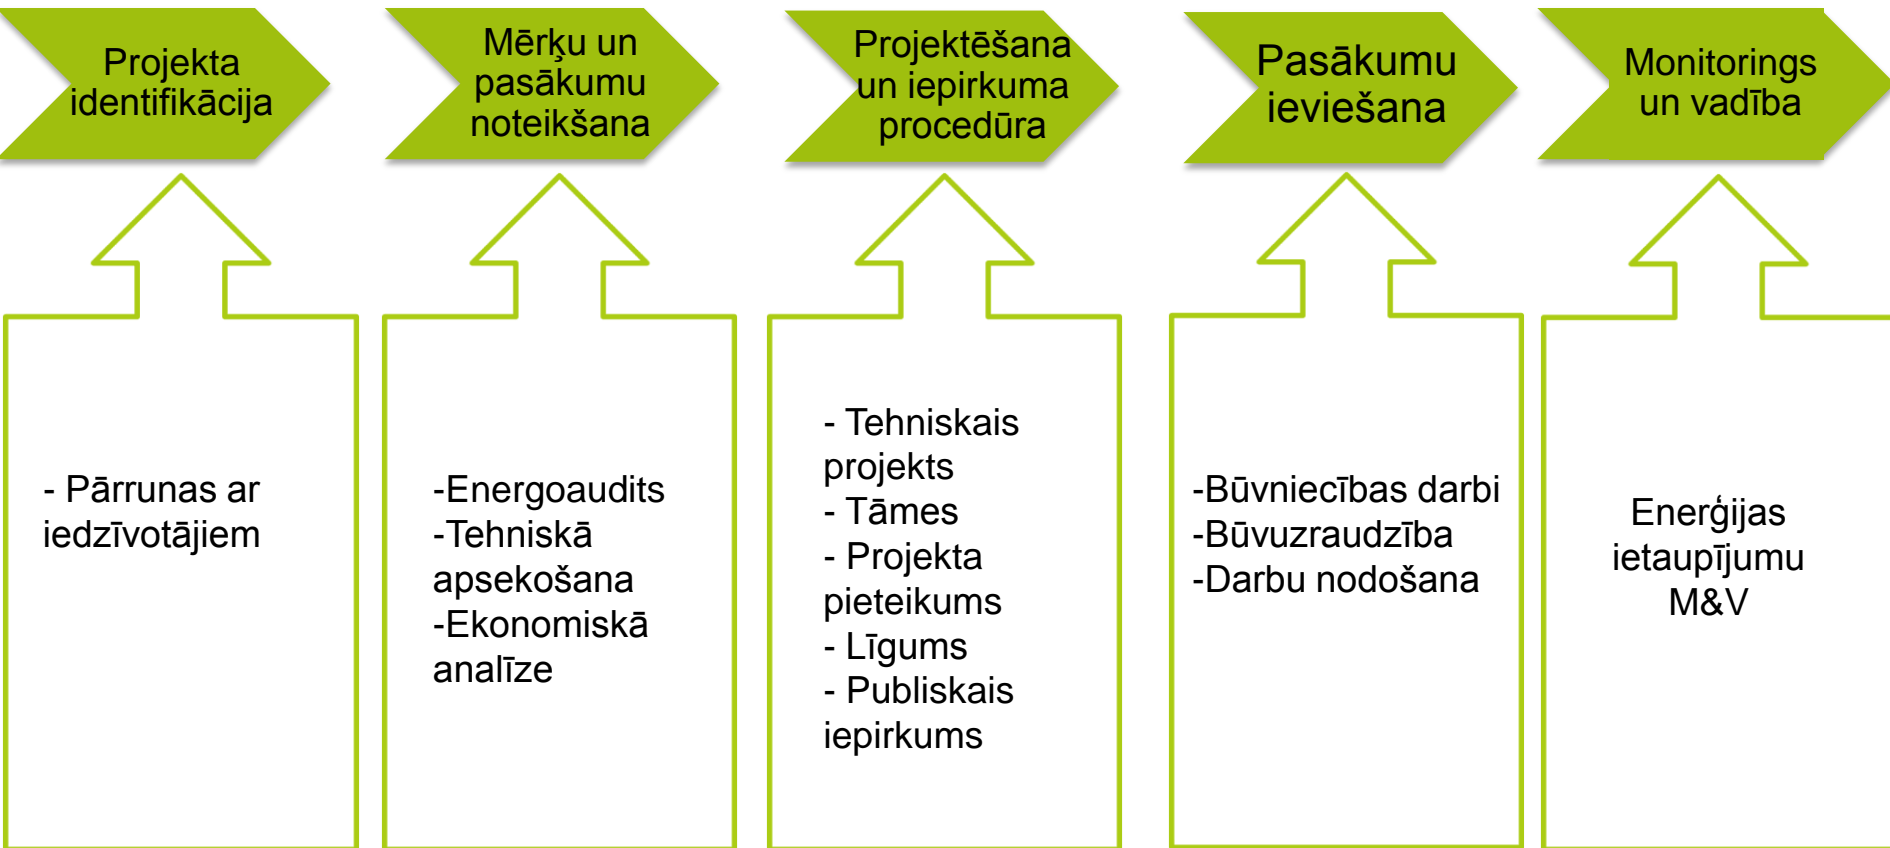 Projekta
identifikācija
Mērķu un
pasākumu
noteikšana
Projektēšana
un iepirkuma
procedūra
Pasākumu
ieviešana
Monitorings
un vadība
- Pārrunas ar
iedzīvotājiem
-Energoaudits
-Tehniskā
apsekošana
-Ekonomiskā
analīze
- Tehniskais
projekts
- Tāmes
- Projekta
pieteikums
- Līgums
- Publiskais
iepirkums
-Būvniecības darbi
-Būvuzraudzība
-Darbu nodošana
Enerģijas
ietaupījumu
M&V